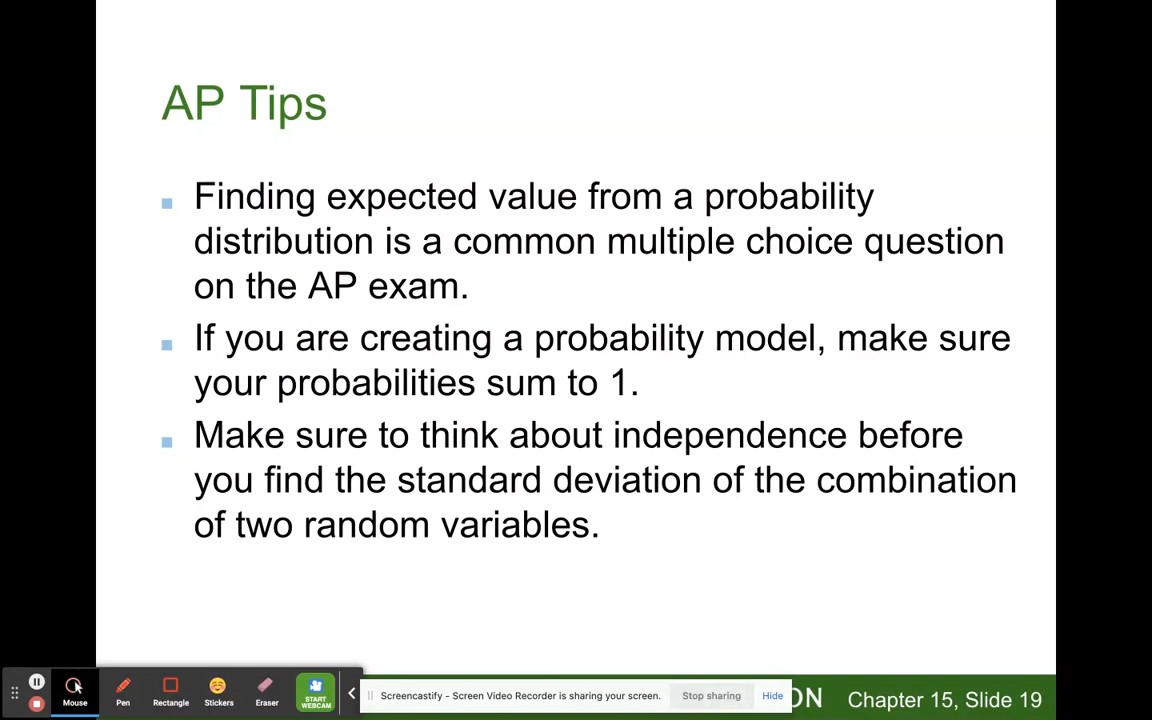 AP Tips
Finding expected value from a probability
distribution is a common multiple choice question
on the AP exam.
If you are creating a probability model, make sure
your probabilities sum to 1.
Make sure to think about independence before
you find the standard deviation of the combination
of two random variables.
Mouse
Pen
Rectangle
Stickers
Eraser
START
WEBCAM
Screencastify - Screen Video Recorder is sharing your screen.
Stop sharing
Hide
ON
Chapter 15, Slide 19